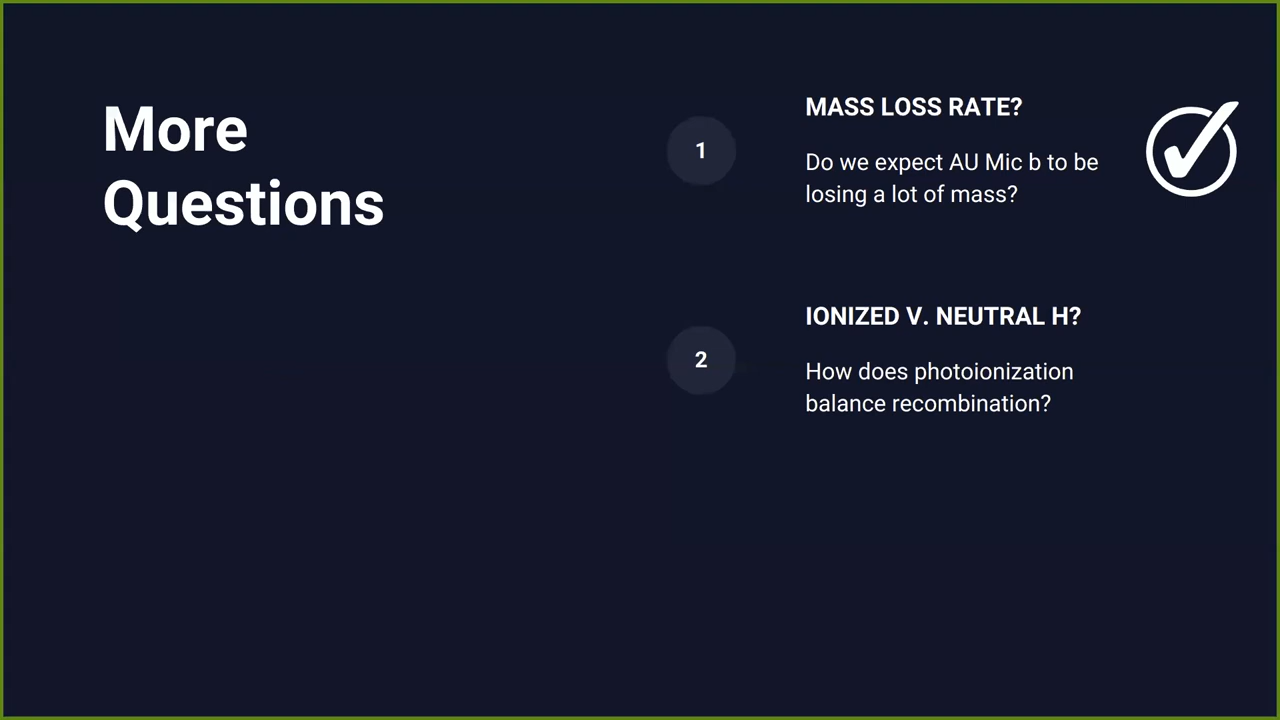 More
Questions
1
MASS LOSS RATE?
Do we expect AU Mic b to be
losing a lot of mass?
2
IONIZED V. NEUTRAL H?
How does photoionization
balance recombination?